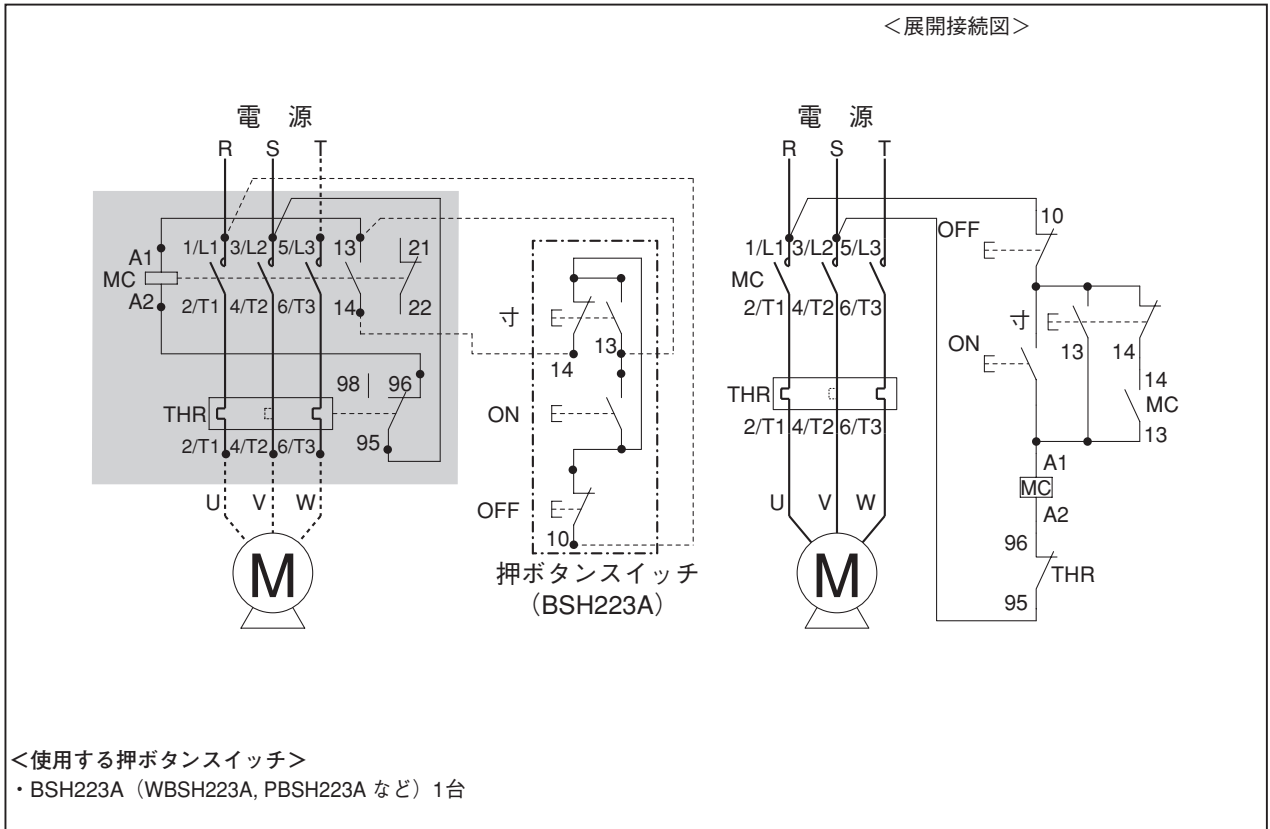 ＜展開接続図＞
電 源
R S T
A1
MC
A2
1/L1 3/L2 5/L3 13 21
2/T1 4/T2 6/T3 14 22
98 96
THR
2/T1 4/T2 6/T3 95
U V W
M
寸
13
14
ON
OFF
10
押ボタンスイッチ
（BSH223A）
電 源
R S T
1/L1 3/L2 5/L3
MC
2/T1 4/T2 6/T3
THR
2/T1 4/T2 6/T3
U V W
M
10
OFF
寸
13 14
ON
14
MC
13
A1
MC
A2
96
THR
95
＜使用する押ボタンスイッチ＞
・BSH223A（WBSH223A, PBSH223A など）1台